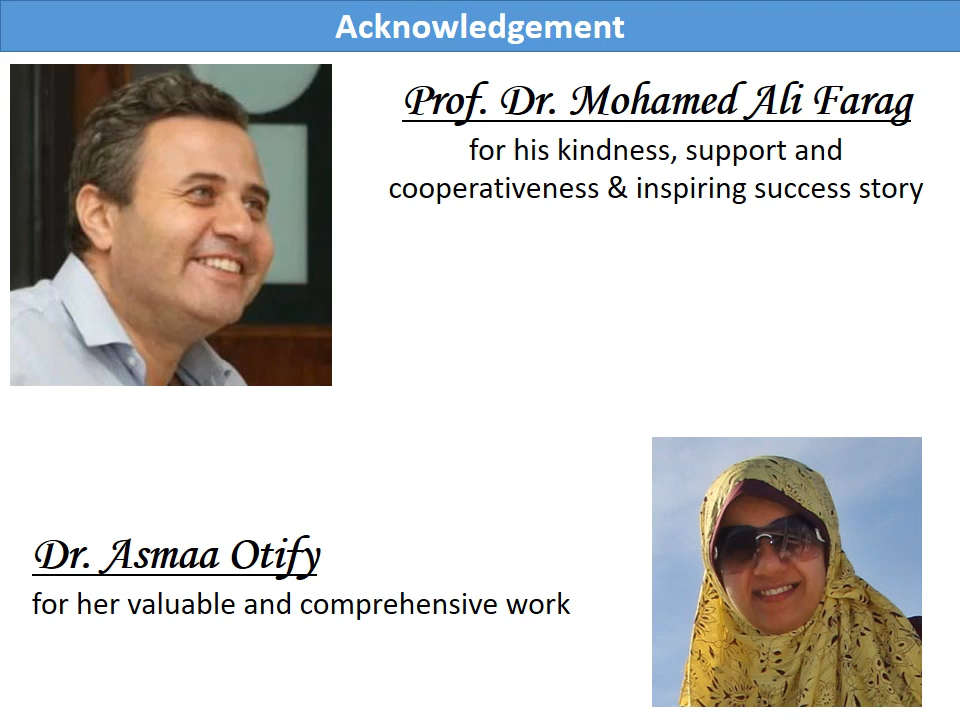 Acknowledgement
Prof. Dr. Mohamed Ali Farag
for his kindness, support and
cooperativeness & inspiring success story
Dr. Asmaa Otify
for her valuable and comprehensive work